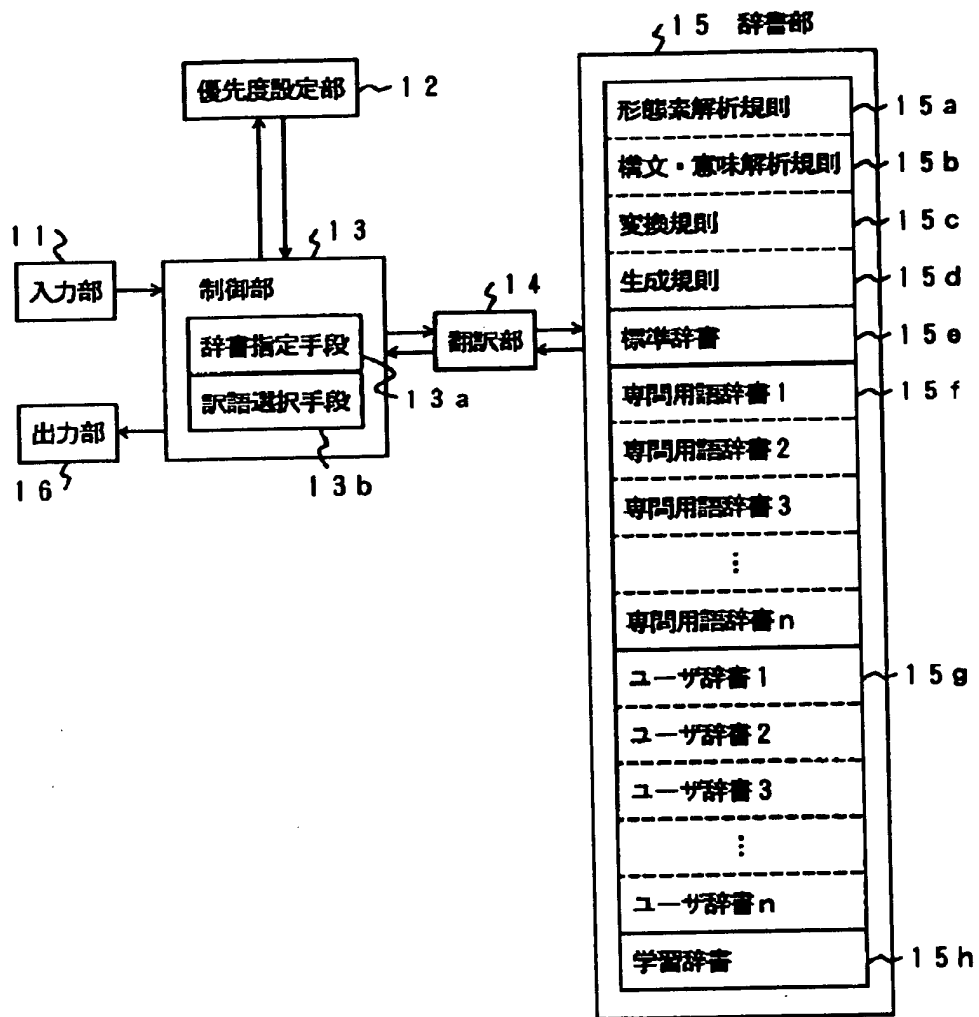 15 辞書部
優先度設定部
12
11
入力部
13
制御部
辞書指定手段
訳語選択手段
13a
13b
14
翻訳部
出力部
16
形態素解析規則
15a
構文・意味解析規則
15b
変換規則
15c
生成規則
15d
標準辞書
15e
専門用語辞書1
15f
専門用語辞書2
専門用語辞書3
⋮
専門用語辞書n
ユーザ辞書1
15g
ユーザ辞書2
ユーザ辞書3
⋮
ユーザ辞書n
学習辞書
15h